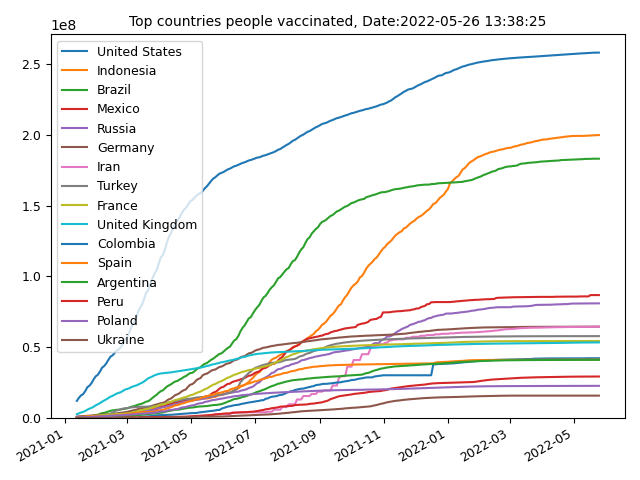 Top countries people vaccinated, Date:2022-05-26 13:38:25
1e8
United States
Indonesia
Brazil
Mexico
Russia
Germany
Iran
Turkey
France
United Kingdom
Colombia
Spain
Argentina
Peru
Poland
Ukraine
2.5
2.0
1.5
1.0
0.5
0.0
2021-01
2021-03
2021-05
2021-07
2021-09
2021-11
2022-01
2022-03
2022-05